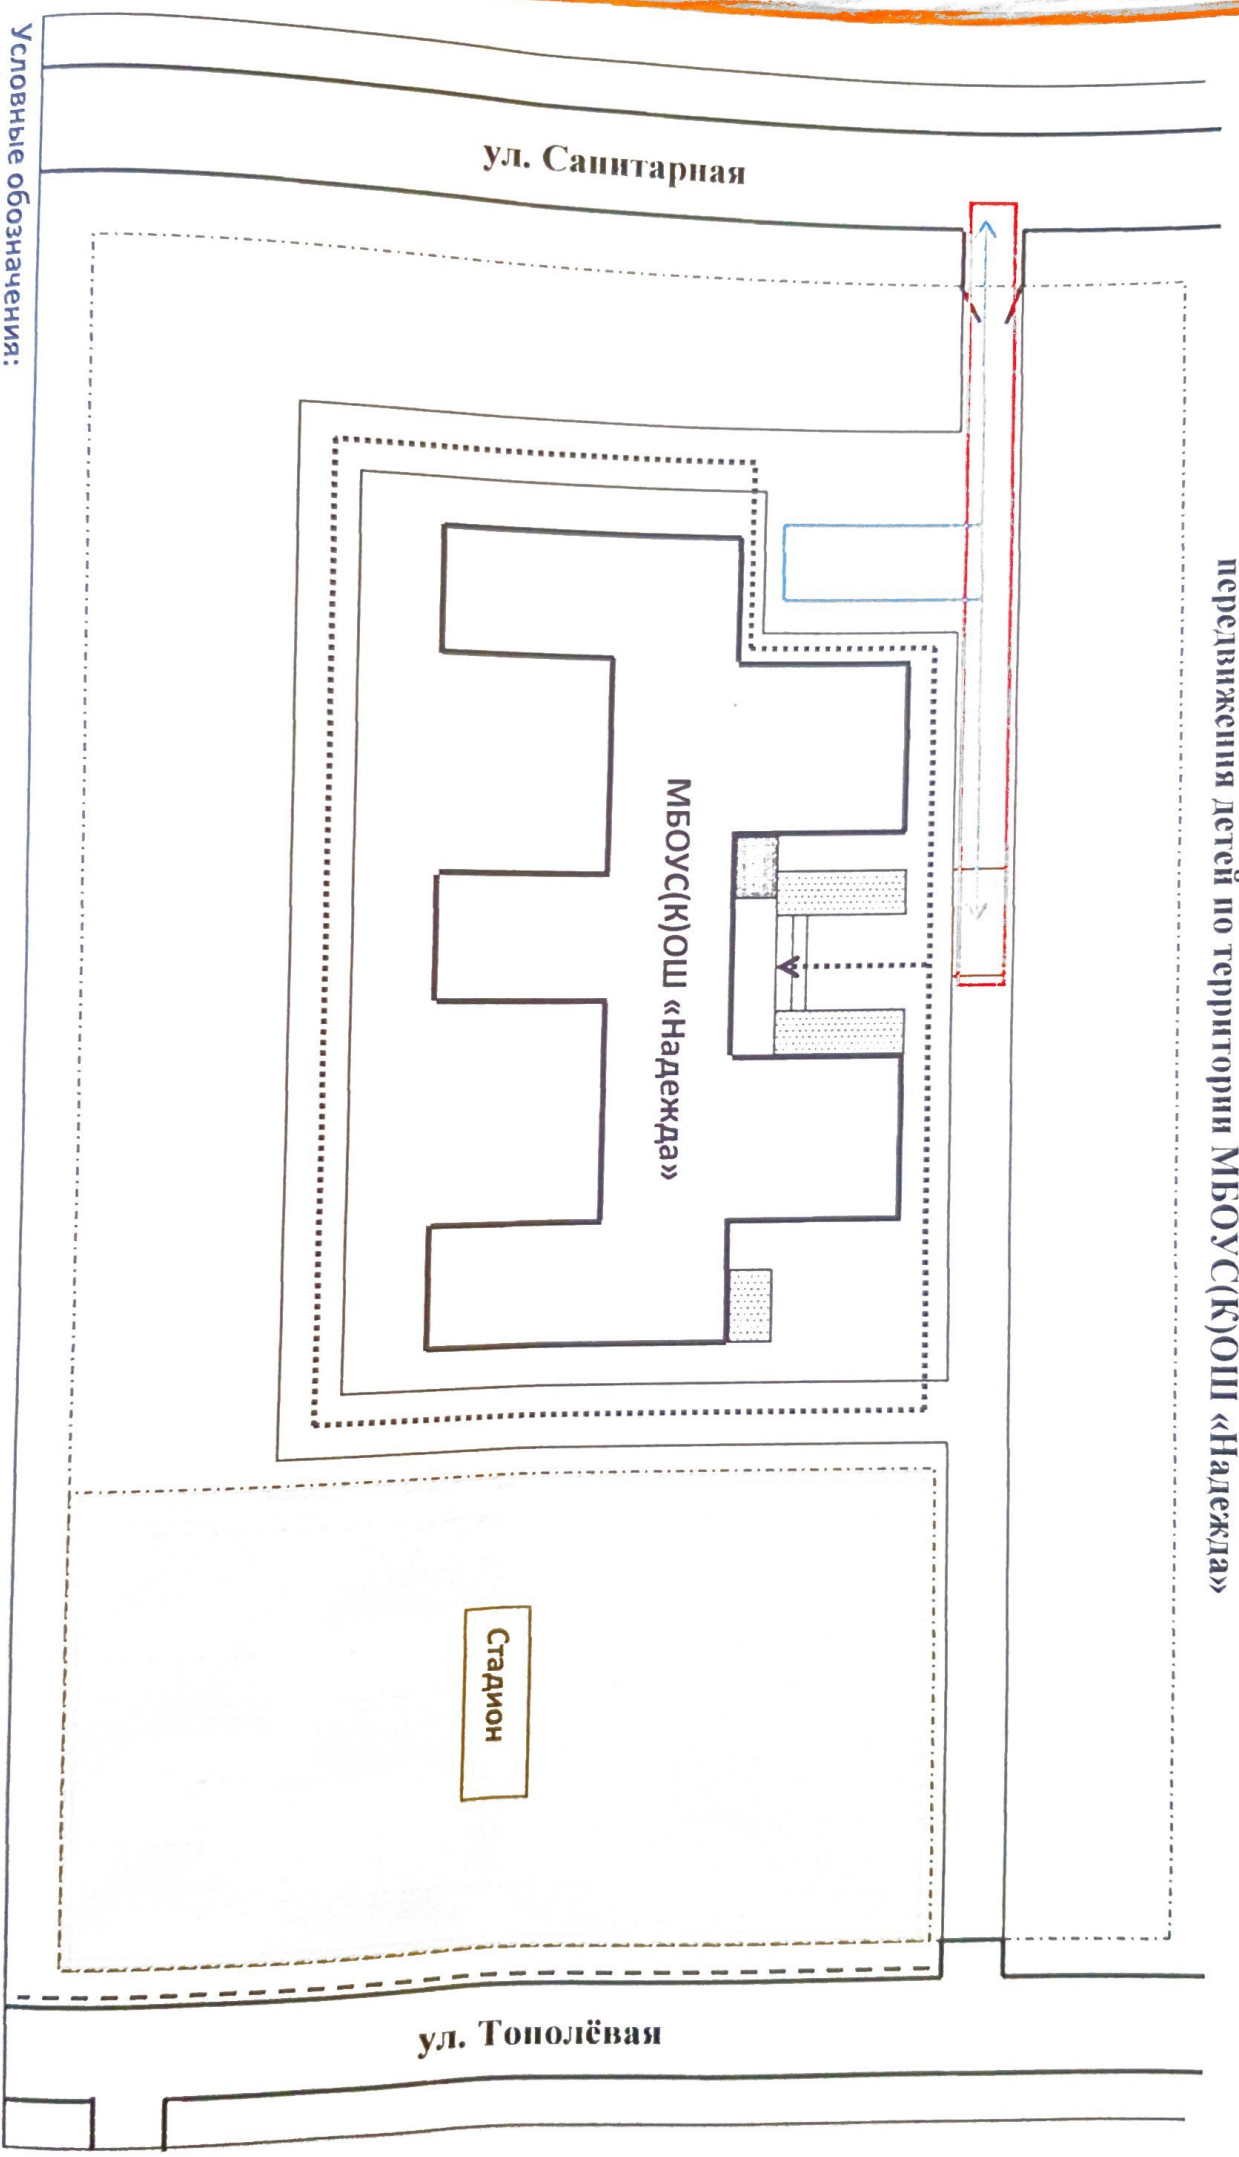 передвижения детей по территории МБОУС(К)ОШ «Надежда»
ул. Санитарная
МБОУС(К)ОШ «Надежда»
Стадион
ул. Тополёвая
Условные обозначения: